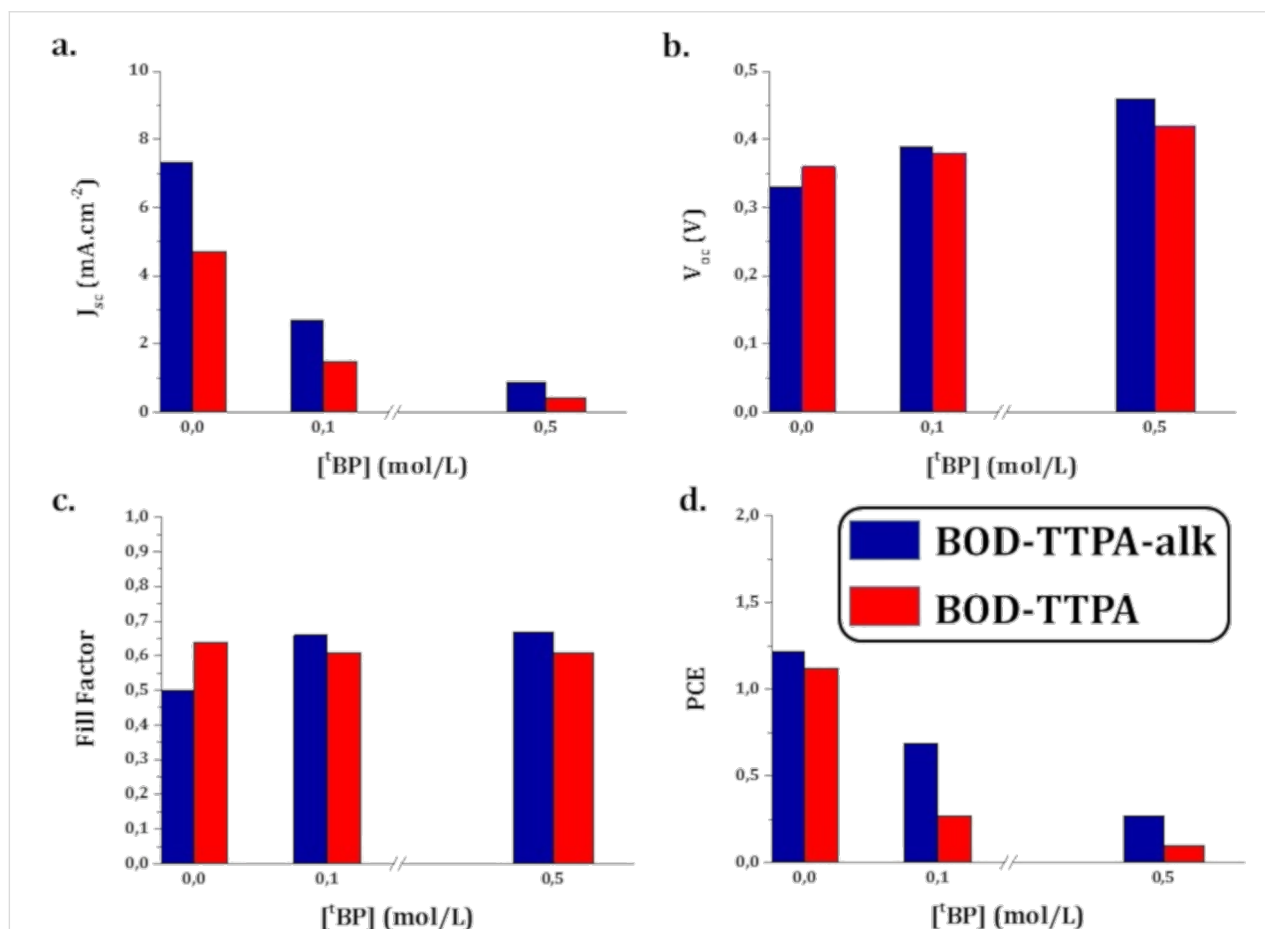 a.
10
8
6
4
2
0
J_sc (mA.cm^-2)
0,0 0,1 0,5
[^tBP] (mol/L)
b.
0,5
0,4
0,3
0,2
0,1
0,0
V_oc (V)
0,0 0,1 0,5
[^tBP] (mol/L)
c.
1,0
0,9
0,8
0,7
0,6
0,5
0,4
0,3
0,2
0,1
0,0
Fill Factor
0,0 0,1 0,5
[^tBP] (mol/L)
d.
2,0
1,5
1,0
0,5
0,0
PCE
BOD-TTPA-alk
BOD-TTPA
0,0 0,1 0,5
[^tBP] (mol/L)